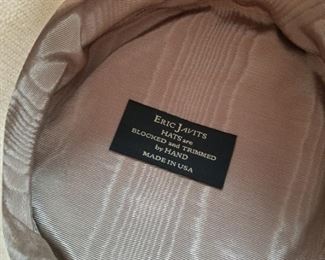 ERIC JAVITS
HATS are
BLOCKED and TRIMMED
by HAND
MADE IN USA